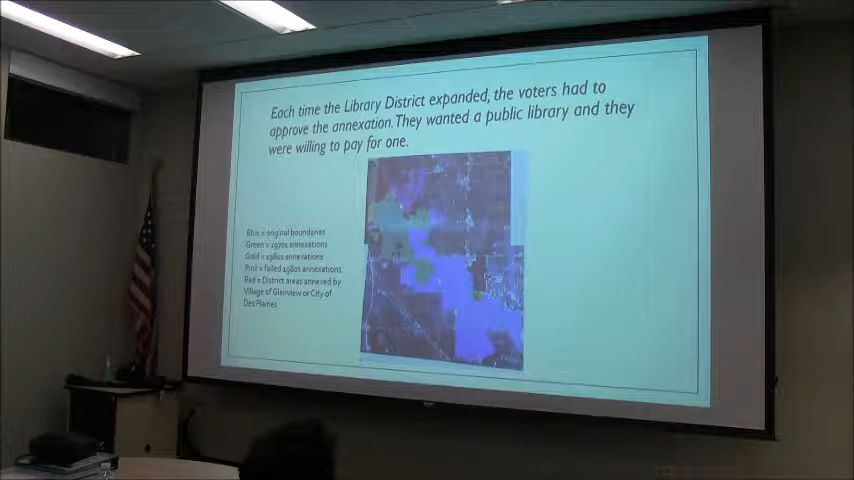 Each time the Library District expanded, the voters had to
approve the annexation. They wanted a public library and they
were willing to pay for one.
Blue = original boundaries
Green = 1970s annexations
Gold = 1980s annexations
Pink = failed 1980s annexations
Red = District areas annexed by
Village of Glenview or City of
Des Plaines